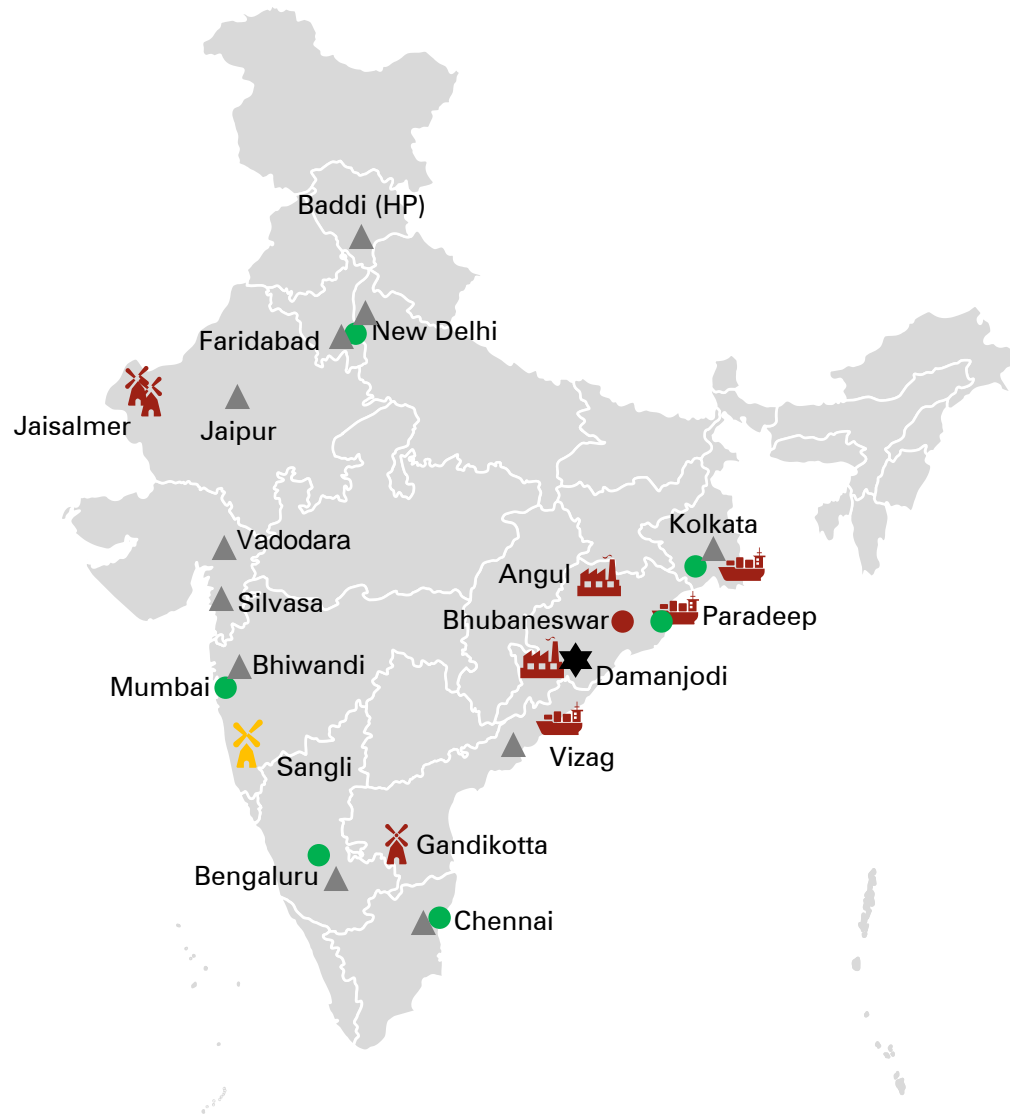 Baddi (HP)
New Delhi
Faridabad
Jaisalmer
Jaipur
Kolkata
Vadodara
Angul
Silvasa
Paradeep
Bhubaneswar
Bhiwandi
Damanjodi
Mumbai
Vizag
Sangli
Gandikotta
Bengaluru
Chennai